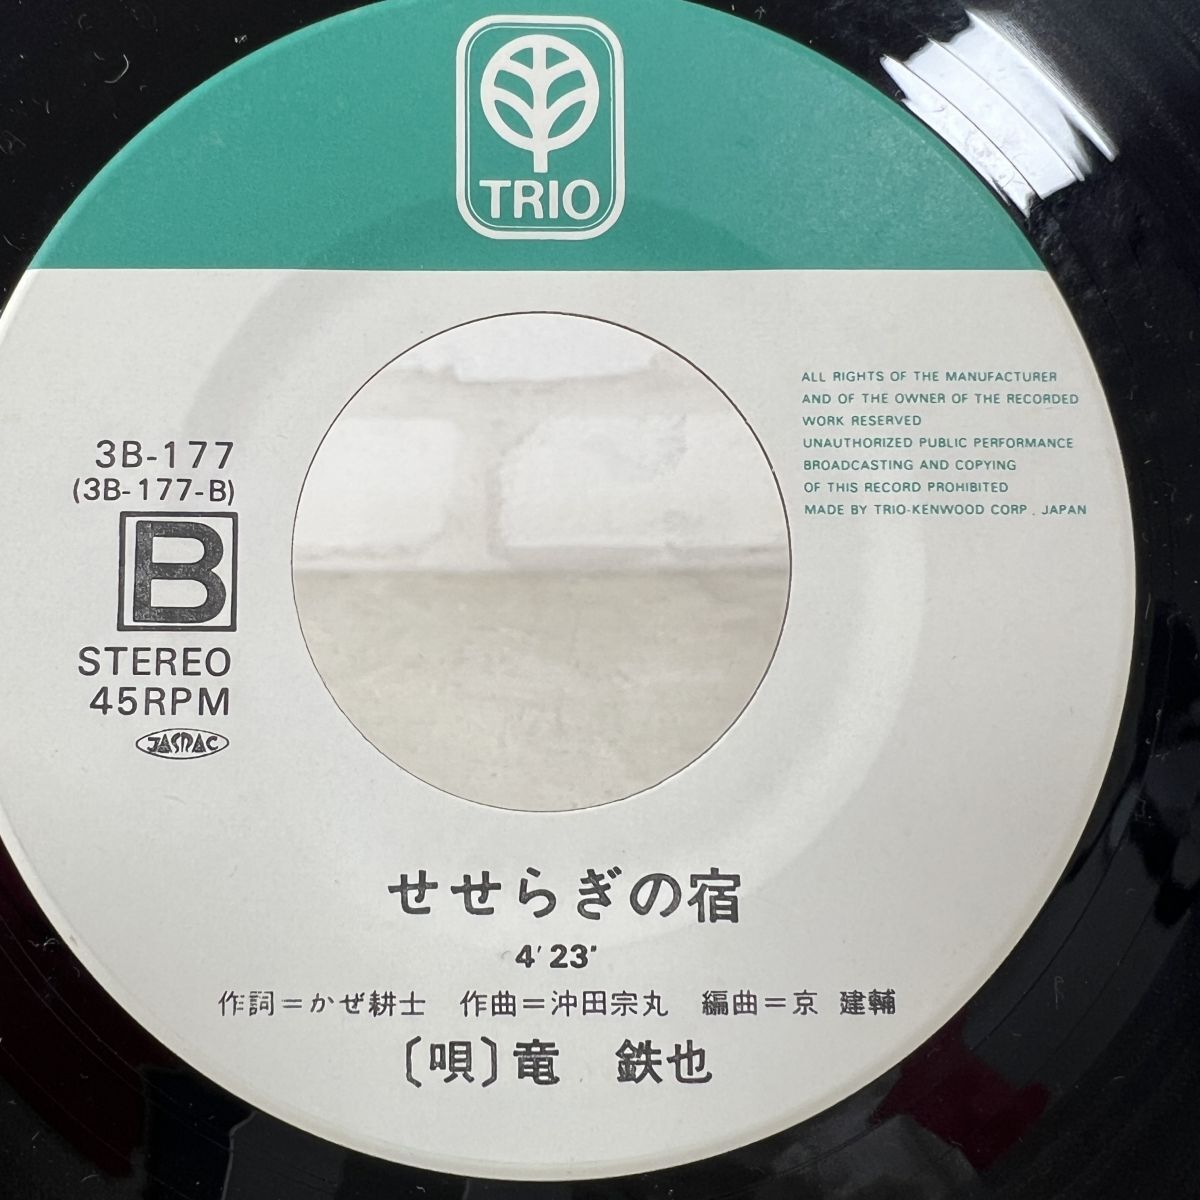 TRIO
ALL RIGHTS OF THE MANUFACTURER
AND OF THE OWNER OF THE RECORDED
WORK RESERVED
UNAUTHORIZED PUBLIC PERFORMANCE
BROADCASTING AND COPYING
OF THIS RECORD PROHIBITED
MADE BY TRIO-KENWOOD CORP. JAPAN
3B-177
(3B-177-B)
B
STEREO
45RPM
JASRAC
せせらぎの宿
4′23″
作詞＝かぜ耕士　作曲＝沖田宗丸　編曲＝京 建輔
〔唄〕竜　鉄也